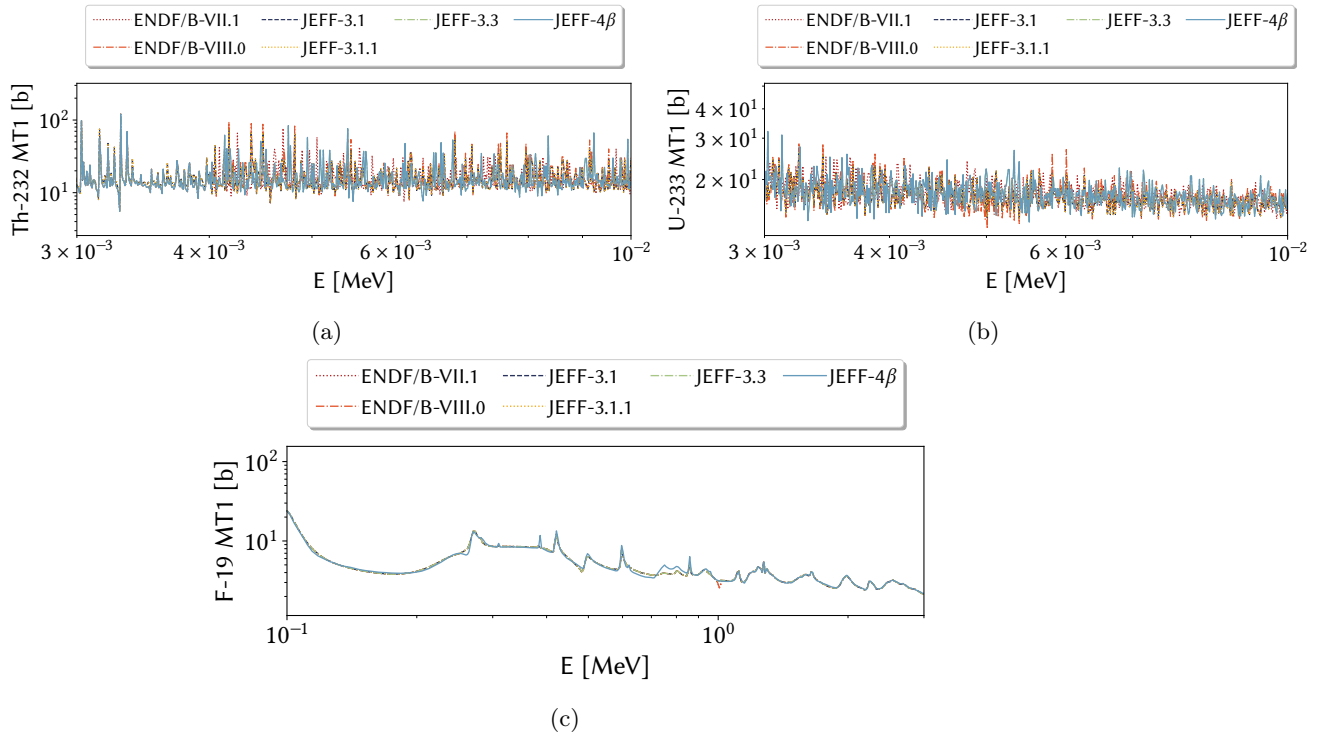 ENDF/B-VII.1 JEFF-3.1 JEFF-3.3 JEFF-4β
ENDF/B-VIII.0 JEFF-3.1.1
Th-232 MT1 [b]
10²
10¹
3 × 10⁻³ 4 × 10⁻³ 6 × 10⁻³ 10⁻²
E [MeV]
(a)
ENDF/B-VII.1 JEFF-3.1 JEFF-3.3 JEFF-4β
ENDF/B-VIII.0 JEFF-3.1.1
U-233 MT1 [b]
4 × 10¹
3 × 10¹
2 × 10¹
3 × 10⁻³ 4 × 10⁻³ 6 × 10⁻³ 10⁻²
E [MeV]
(b)
ENDF/B-VII.1 JEFF-3.1 JEFF-3.3 JEFF-4β
ENDF/B-VIII.0 JEFF-3.1.1
F-19 MT1 [b]
10²
10¹
10⁻¹ 10⁰
E [MeV]
(c)